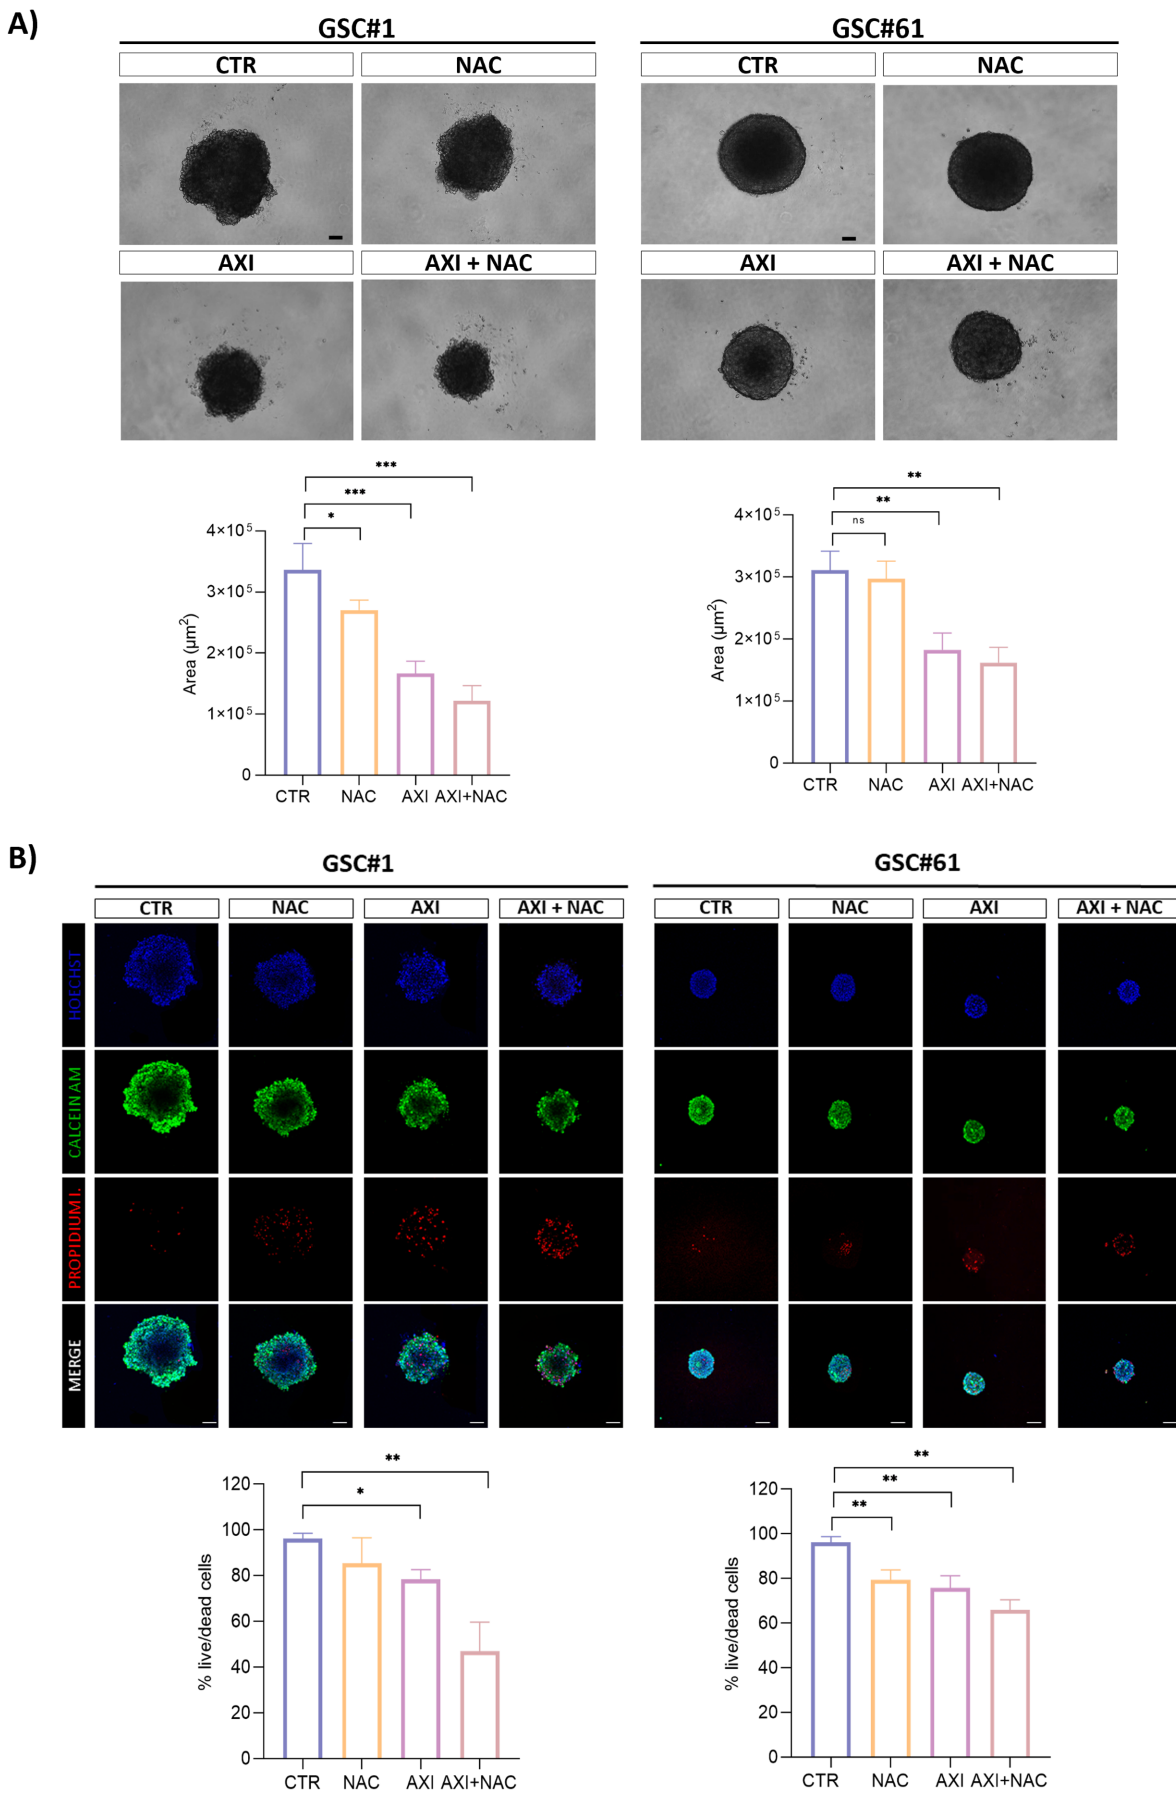 A)
GSC#1
GSC#61
CTR
NAC
CTR
NAC
AXI
AXI + NAC
AXI
AXI + NAC
***
***
*
4×10⁵
3×10⁵
2×10⁵
1×10⁵
0
Area (µm²)
CTR NAC AXI AXI+NAC
**
**
ns
4×10⁵
3×10⁵
2×10⁵
1×10⁵
0
Area (µm²)
CTR NAC AXI AXI+NAC
B)
GSC#1
GSC#61
CTR
NAC
AXI
AXI + NAC
CTR
NAC
AXI
AXI + NAC
HOECHST
CALCEIN AM
PROPIDIUM I.
MERGE
**
*
120
100
80
60
40
20
0
% live/dead cells
CTR NAC AXI AXI+NAC
**
**
**
120
100
80
60
40
20
0
% live/dead cells
CTR NAC AXI AXI+NAC